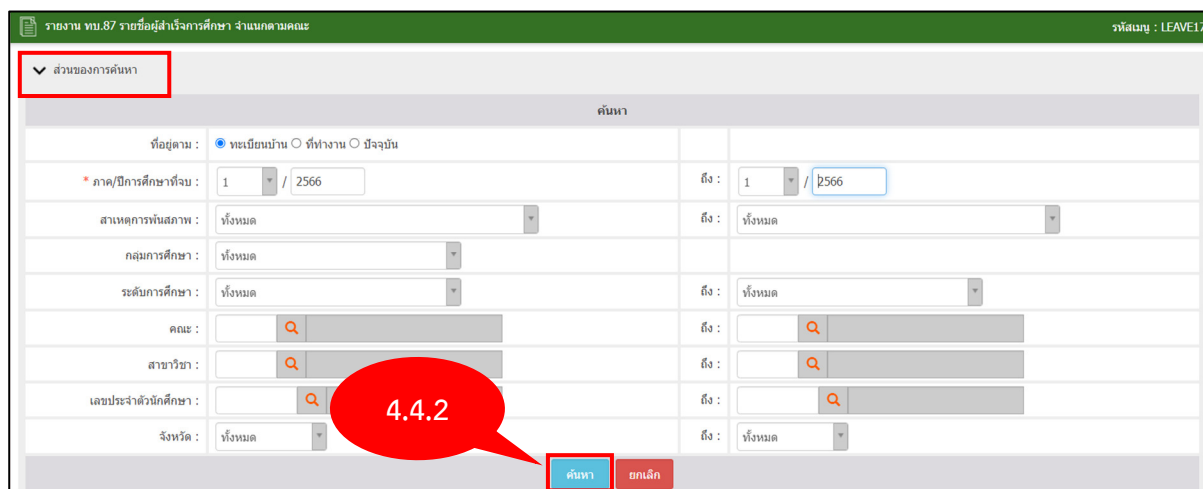 รายงาน ทบ.87 รายชื่อผู้สำเร็จการศึกษา จำแนกตามคณะ รหัสเมนู : LEAVE17
ส่วนของการค้นหา
ค้นหา
ที่อยู่ตาม : ทะเบียนบ้าน ที่ทำงาน ปัจจุบัน
* ภาค/ปีการศึกษาที่จบ : 1 / 2566 ถึง : 1 / 2566
สาเหตุการพ้นสภาพ : ทั้งหมด ถึง : ทั้งหมด
กลุ่มการศึกษา : ทั้งหมด
ระดับการศึกษา : ทั้งหมด ถึง : ทั้งหมด
คณะ : ถึง :
สาขาวิชา : ถึง :
เลขประจำตัวนักศึกษา : ถึง :
4.4.2
จังหวัด : ทั้งหมด ถึง : ทั้งหมด
ค้นหา ยกเลิก